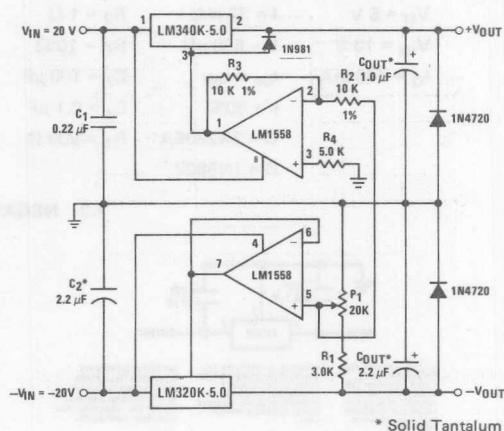 VIN = 20 V
1
LM340K-5.0
2
+VOUT
3
1N981
R3
10 K 1%
2
R2
10 K
1%
COUT*
1.0 μF
+
C1
0.22 μF
1
LM1558
8
3
R4
5.0 K
1N4720
4
6
7
LM1558
5
P1
20K
C2*
2.2 μF
R1
3.0K
COUT*
2.2 μF
+
1N4720
−VIN = −20V
LM320K-5.0
−VOUT
* Solid Tantalum